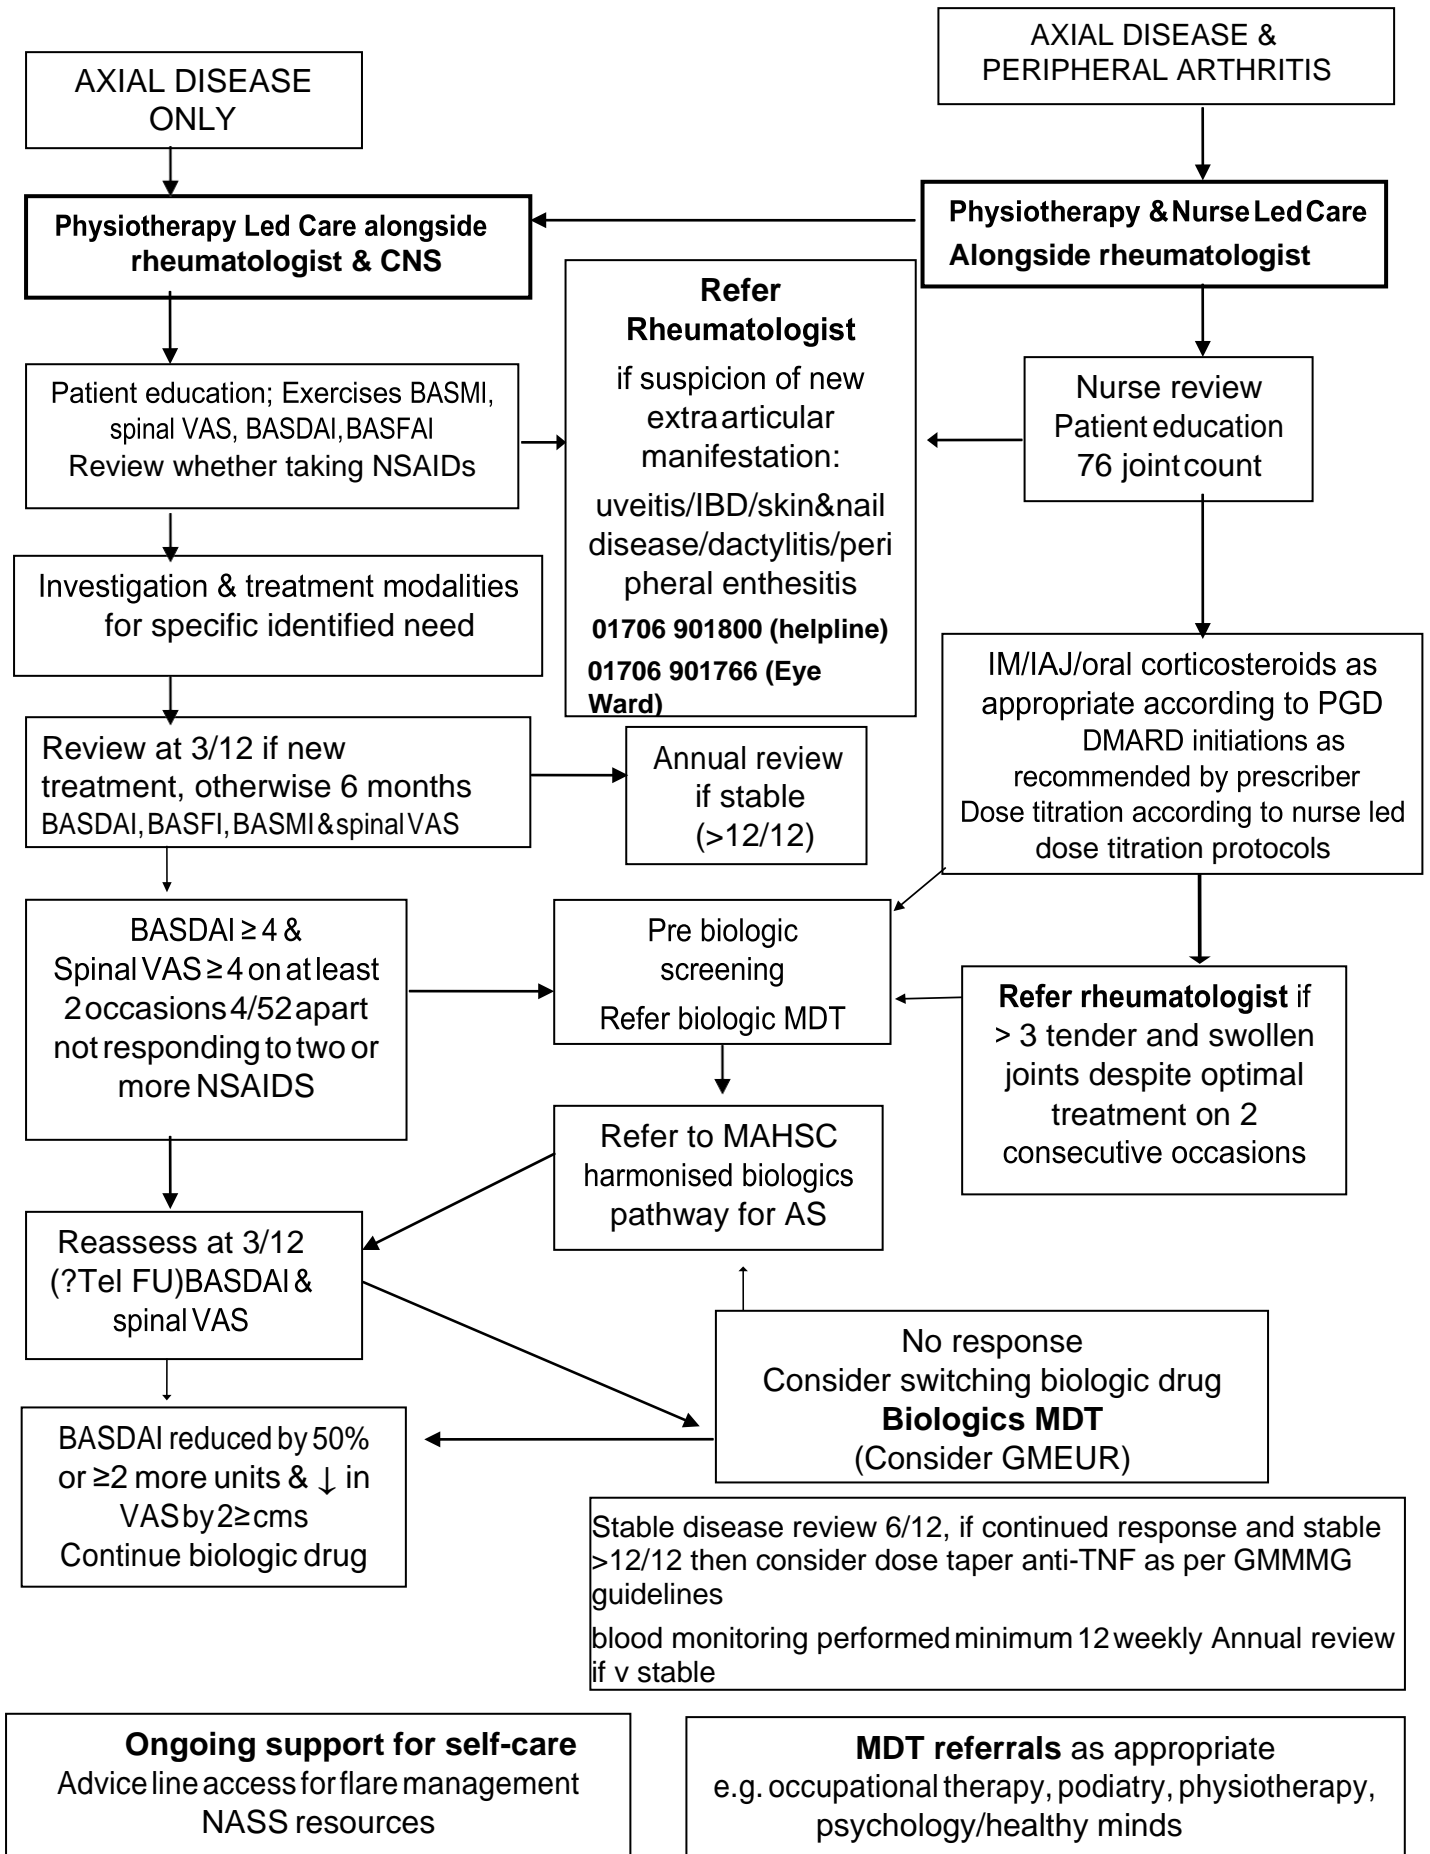 AXIAL DISEASE
ONLY
AXIAL DISEASE &
PERIPHERAL ARTHRITIS
Physiotherapy Led Care alongside
rheumatologist & CNS
Physiotherapy & Nurse Led Care
Alongside rheumatologist
Refer
Rheumatologist
if suspicion of new
extra articular
manifestation:
uveitis/IBD/skin&nail
disease/dactylitis/peri
pheral enthesitis
01706 901800 (helpline)
01706 901766 (Eye
Ward)
Patient education; Exercises BASMI,
spinal VAS, BASDAI, BASFAI
Review whether taking NSAIDs
Nurse review
Patient education
76 joint count
Investigation & treatment modalities
for specific identified need
IM/IAJ/oral corticosteroids as
appropriate according to PGD
DMARD initiations as
recommended by prescriber
Dose titration according to nurse led
dose titration protocols
Review at 3/12 if new
treatment, otherwise 6 months
BASDAI, BASFI, BASMI & spinal VAS
Annual review
if stable
(>12/12)
BASDAI ≥ 4 &
Spinal VAS ≥ 4 on at least
2 occasions 4/52 apart
not responding to two or
more NSAIDS
Pre biologic
screening
Refer biologic MDT
Refer rheumatologist if
> 3 tender and swollen
joints despite optimal
treatment on 2
consecutive occasions
Refer to MAHSC
harmonised biologics
pathway for AS
Reassess at 3/12
(?Tel FU)BASDAI &
spinal VAS
No response
Consider switching biologic drug
Biologics MDT
(Consider GMEUR)
BASDAI reduced by 50%
or ≥2 more units & ↓ in
VAS by 2≥ cms
Continue biologic drug
Stable disease review 6/12, if continued response and stable
>12/12 then consider dose taper anti-TNF as per GMMMG
guidelines
blood monitoring performed minimum 12 weekly Annual review
if v stable
Ongoing support for self-care
Advice line access for flare management
NASS resources
MDT referrals as appropriate
e.g. occupational therapy, podiatry, physiotherapy,
psychology/healthy minds